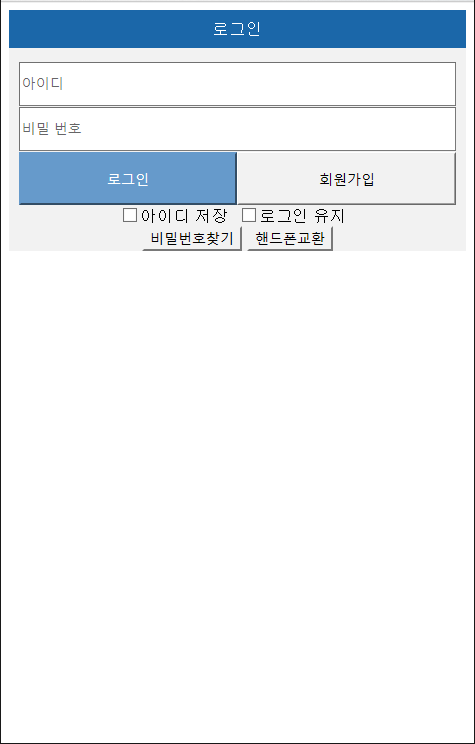 로그인
아이디
비밀 번호
로그인 회원가입
아이디 저장 로그인 유지
비밀번호찾기 핸드폰교환